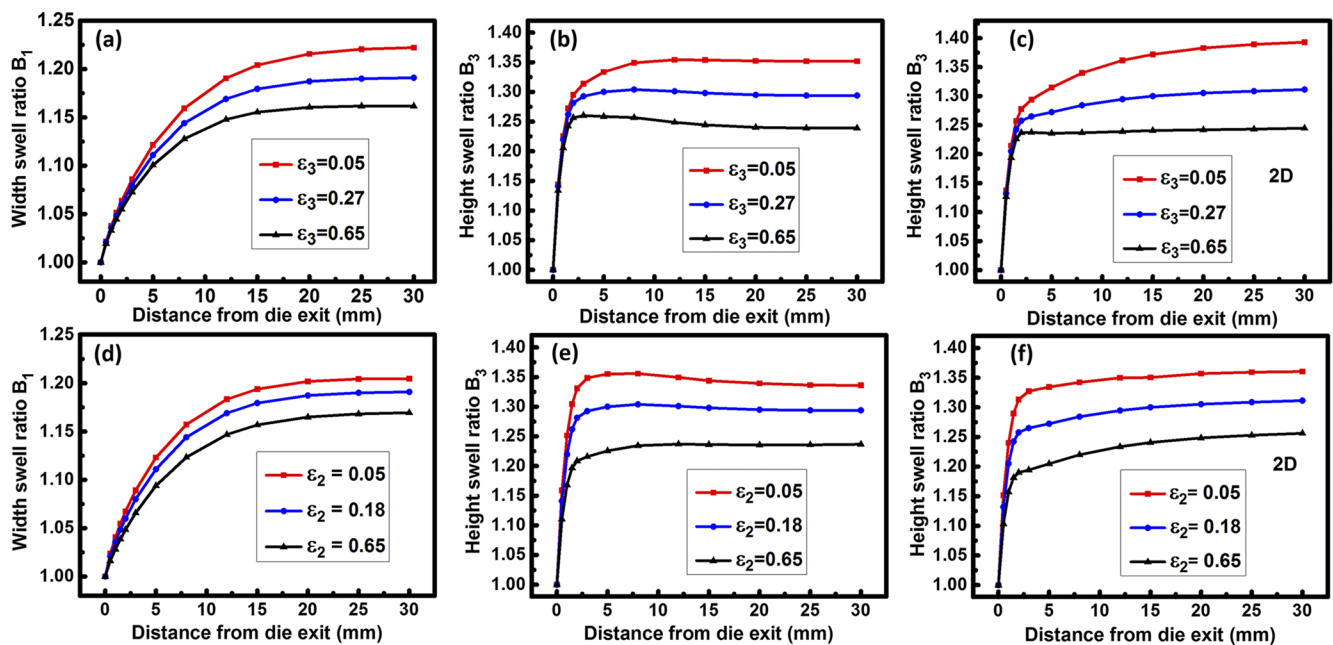 (a)
Width swell ratio B₁
1.25
1.20
1.15
1.10
1.05
1.00
ε₃=0.05
ε₃=0.27
ε₃=0.65
0 5 10 15 20 25 30
Distance from die exit (mm)
(b)
Height swell ratio B₃
1.40
1.35
1.30
1.25
1.20
1.15
1.10
1.05
1.00
ε₃=0.05
ε₃=0.27
ε₃=0.65
0 5 10 15 20 25 30
Distance from die exit (mm)
(c)
Height swell ratio B₃
1.40
1.35
1.30
1.25
1.20
1.15
1.10
1.05
1.00
ε₃=0.05
ε₃=0.27
ε₃=0.65
2D
0 5 10 15 20 25 30
Distance from die exit (mm)
(d)
Width swell ratio B₁
1.25
1.20
1.15
1.10
1.05
1.00
ε₂ = 0.05
ε₂ = 0.18
ε₂ = 0.65
0 5 10 15 20 25 30
Distance from die exit (mm)
(e)
Height swell ratio B₃
1.40
1.35
1.30
1.25
1.20
1.15
1.10
1.05
1.00
ε₂=0.05
ε₂=0.18
ε₂=0.65
0 5 10 15 20 25 30
Distance from die exit (mm)
(f)
Height swell ratio B₃
1.40
1.35
1.30
1.25
1.20
1.15
1.10
1.05
1.00
2D
ε₂=0.05
ε₂=0.18
ε₂= 0.65
0 5 10 15 20 25 30
Distance from die exit (mm)